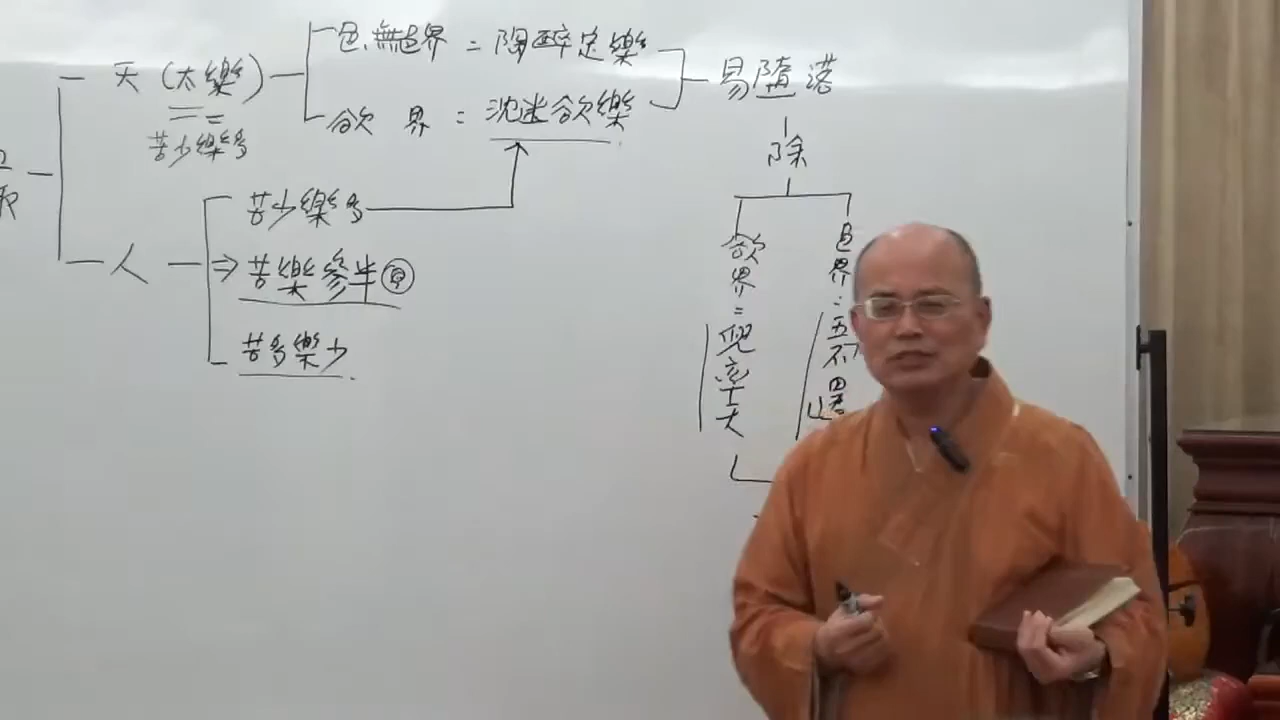 色、無色界 = 陶醉定樂
天 (太樂)
易墮落
欲 界 : 沈迷欲樂
苦少樂多
除
苦少樂多
人
苦樂參半
苦多樂少
欲界 = 兜率天
色界 : 五不